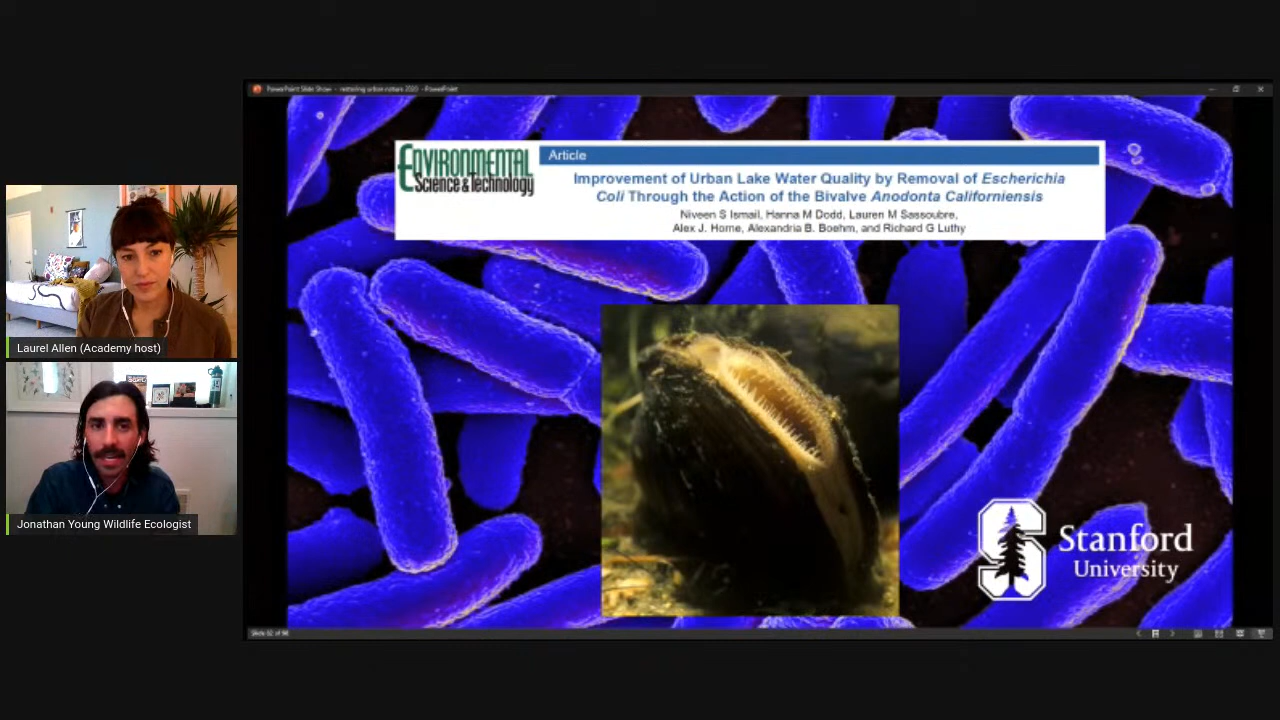 PowerPoint Slide Show - restoring urban nature 2020 - PowerPoint
ENVIRONMENTAL
Science & Technology
Article
Improvement of Urban Lake Water Quality by Removal of Escherichia
Coli Through the Action of the Bivalve Anodonta Californiensis
Niveen S Ismail, Hanna M Dodd, Lauren M Sassoubre,
Alex J. Horne, Alexandria B. Boehm, and Richard G Luthy
Laurel Allen (Academy host)
Jonathan Young Wildlife Ecologist
S
Stanford
University